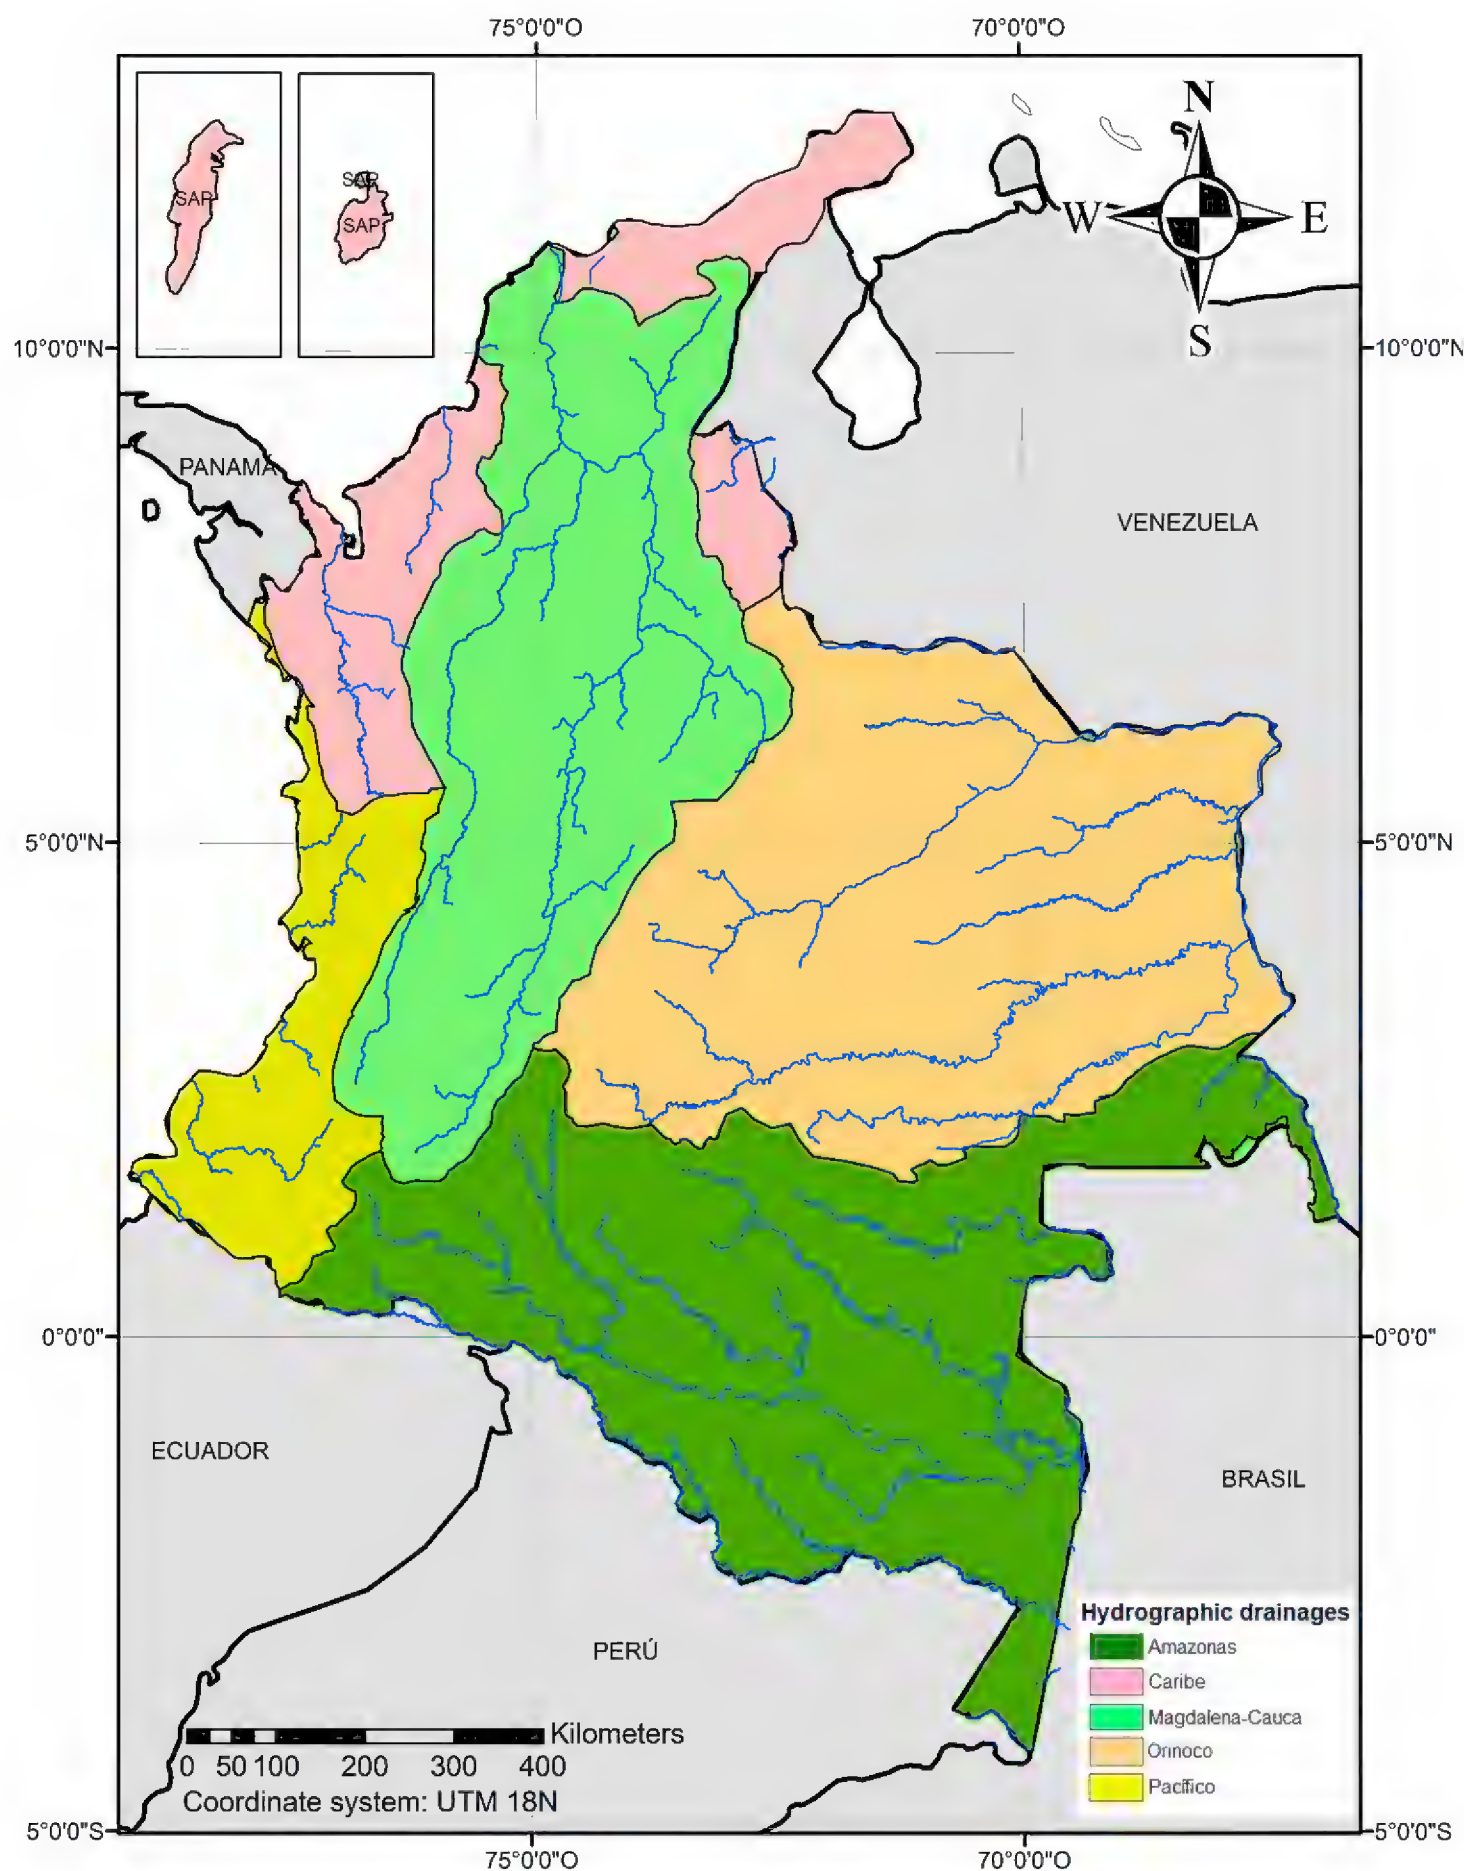 75°0'0"O
70°0'0"O
N
W
E
S
SAP
SAP
SAP
10°0'0"N
10°0'0"N
PANAMÁ
D
VENEZUELA
5°0'0"N
5°0'0"N
0°0'0"
0°0'0"
ECUADOR
BRASIL
PERÚ
Hydrographic drainages
Amazonas
Caribe
Magdalena-Cauca
Orinoco
Pacífico
Kilometers
0 50 100 200 300 400
Coordinate system: UTM 18N
5°0'0"S
5°0'0"S
75°0'0"O
70°0'0"O